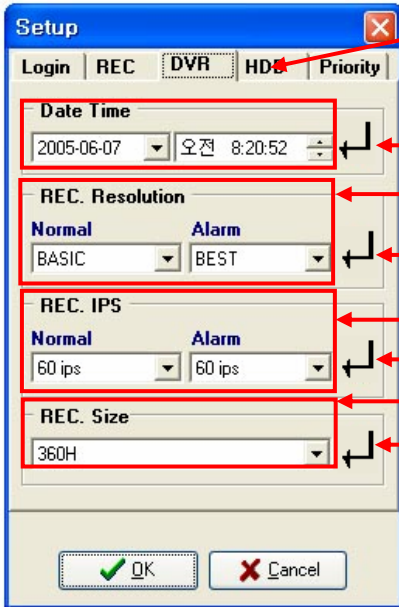 Setup
Login REC DVR HDD Priority
Date Time
2005-06-07 오전 8:20:52
REC. Resolution
Normal Alarm
BASIC BEST
REC. IPS
Normal Alarm
60 ips 60 ips
REC. Size
360H
OK Cancel